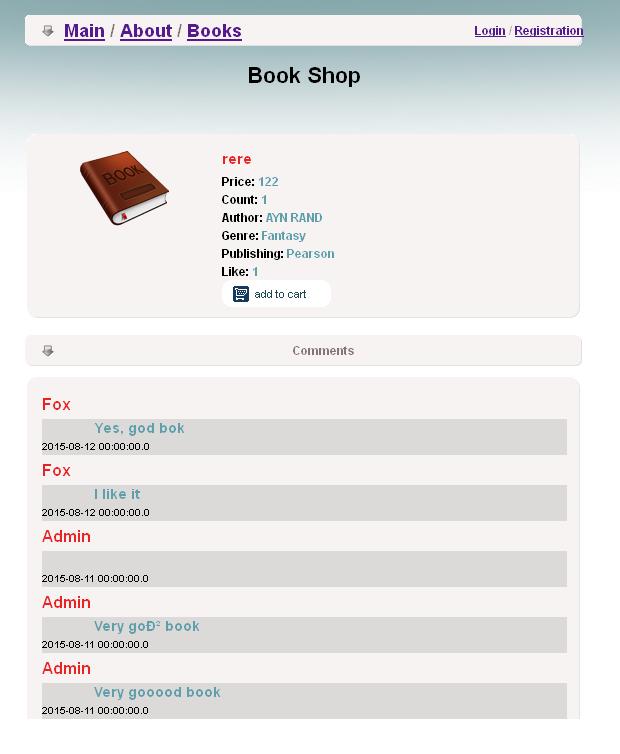 Main / About / Books
Login / Registration
Book Shop
BOOK
rere
Price: 122
Count: 1
Author: AYN RAND
Genre: Fantasy
Publishing: Pearson
Like: 1
add to cart
Comments
Fox
Yes, god bok
2015-08-12 00:00:00.0
Fox
I like it
2015-08-12 00:00:00.0
Admin
2015-08-11 00:00:00.0
Admin
Very goÐ² book
2015-08-11 00:00:00.0
Admin
Very gooood book
2015-08-11 00:00:00.0